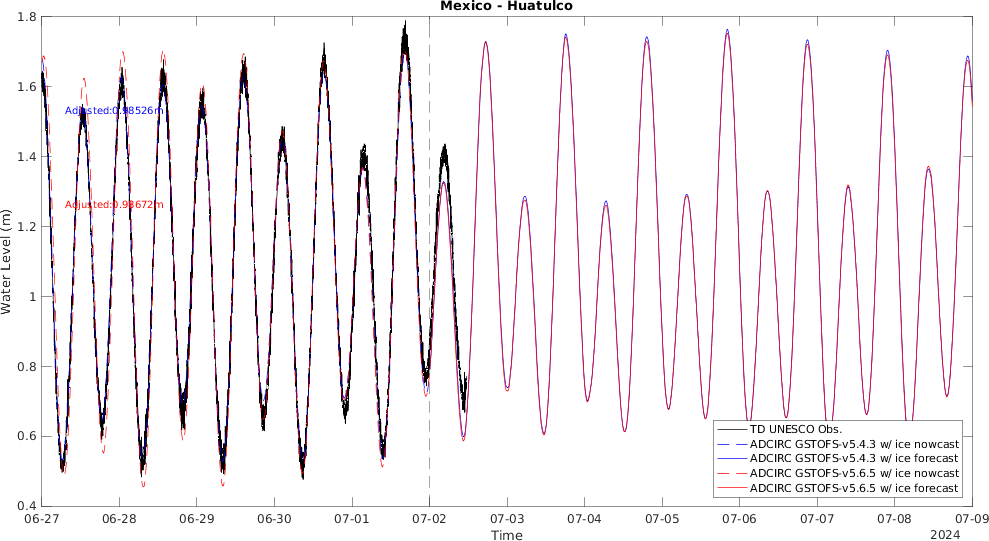 Mexico - Huatulco
1.8
1.6
1.4
1.2
1
0.8
0.6
0.4
Water Level (m)
Adjusted:0.98526m
Adjusted:0.93672m
TD UNESCO Obs.
ADCIRC GSTOFS-v5.4.3 w/ ice nowcast
ADCIRC GSTOFS-v5.4.3 w/ ice forecast
ADCIRC GSTOFS-v5.6.5 w/ ice nowcast
ADCIRC GSTOFS-v5.6.5 w/ ice forecast
06-27 06-28 06-29 06-30 07-01 07-02 07-03 07-04 07-05 07-06 07-07 07-08 07-09
Time
2024